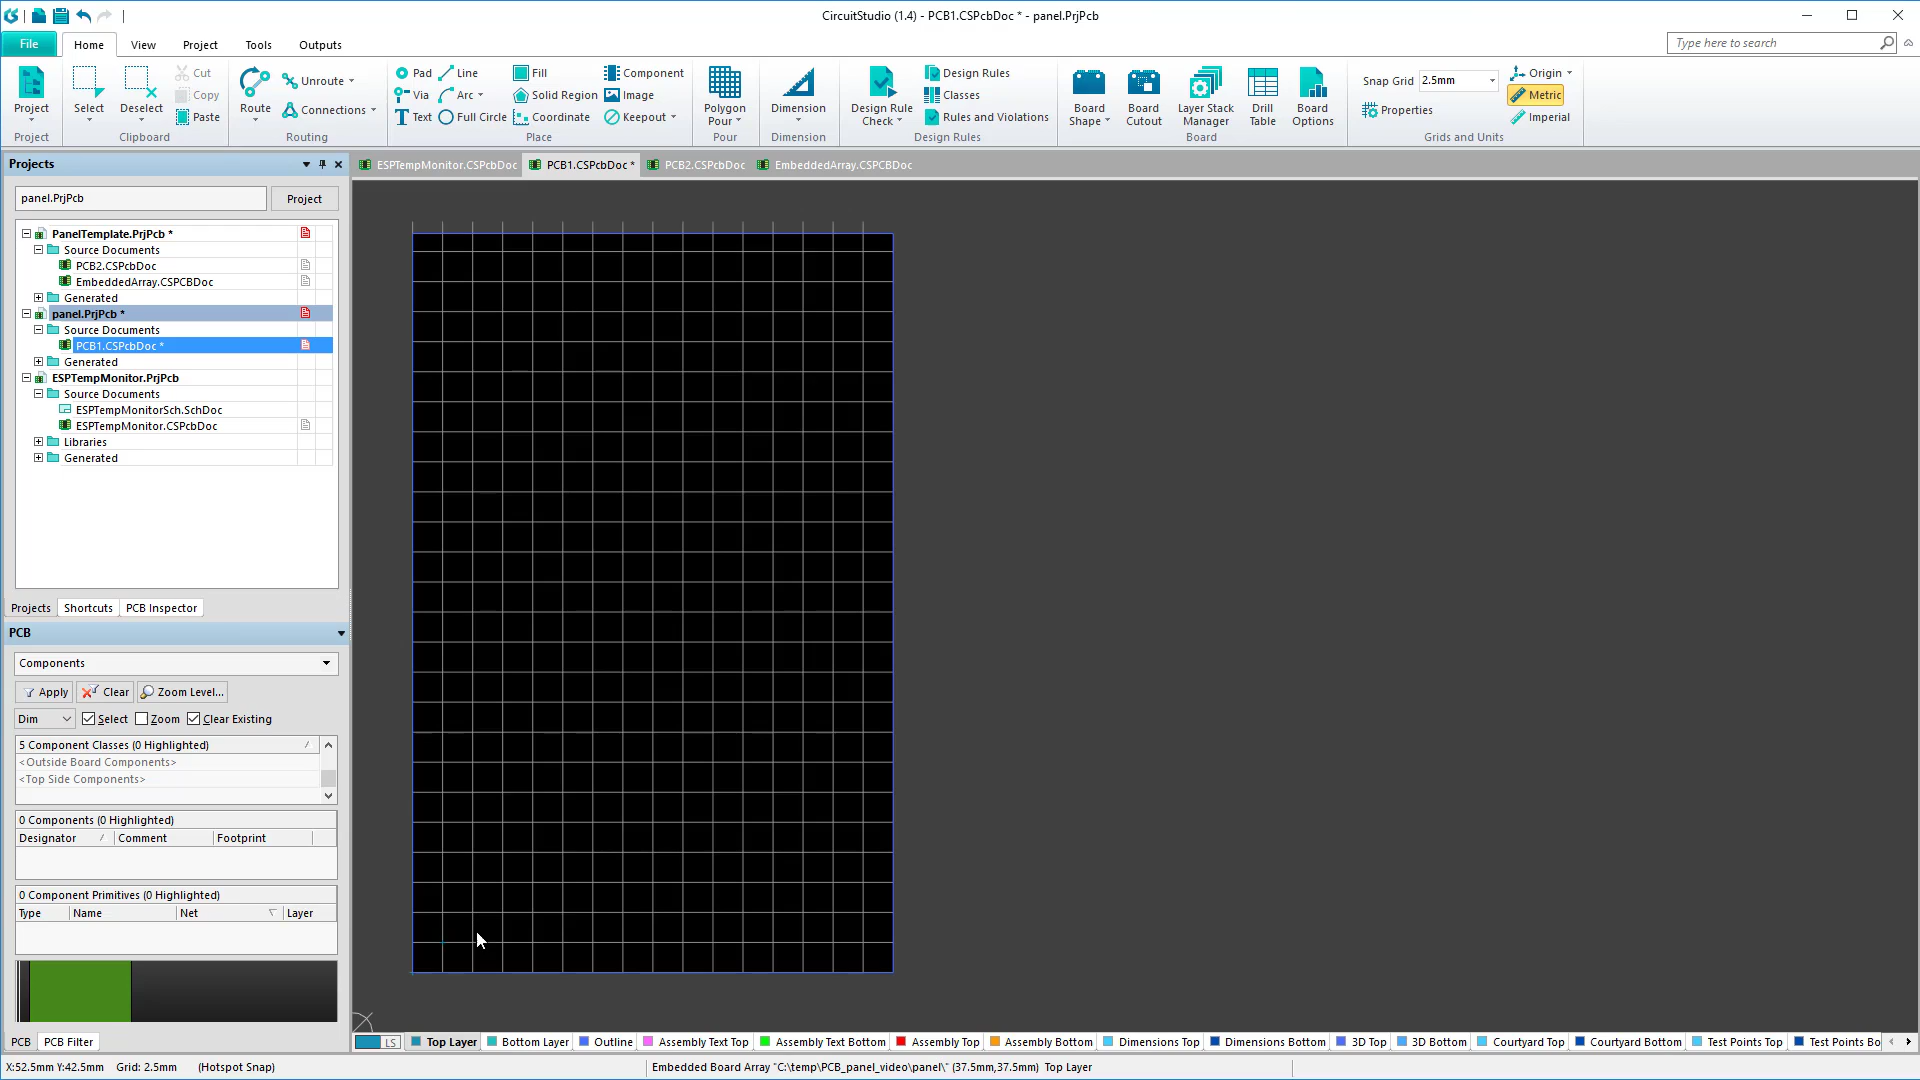 CircuitStudio (1.4) - PCB1.CSPcbDoc * - panel.PrjPcb
File Home View Project Tools Outputs
Type here to search
Project
Project
Select
Deselect
Cut
Copy
Paste
Clipboard
Route
Unroute
Connections
Routing
Pad Line Fill Component
Via Arc Solid Region Image
Text Full Circle Coordinate Keepout
Place
Polygon Pour
Pour
Dimension
Dimension
Design Rule Check
Design Rules
Classes
Rules and Violations
Design Rules
Board Shape
Board Cutout
Layer Stack Manager
Drill Table
Board Options
Board
Snap Grid 2.5mm
Properties
Origin
Metric
Imperial
Grids and Units
Projects
ESPTempMonitor.CSPcbDoc PCB1.CSPcbDoc * PCB2.CSPcbDoc EmbeddedArray.CSPCBDoc
panel.PrjPcb Project
PanelTemplate.PrjPcb *
Source Documents
PCB2.CSPcbDoc
EmbeddedArray.CSPCBDoc
Generated
panel.PrjPcb *
Source Documents
PCB1.CSPcbDoc *
Generated
ESPTempMonitor.PrjPcb
Source Documents
ESPTempMonitorSch.SchDoc
ESPTempMonitor.CSPcbDoc
Libraries
Generated
Projects Shortcuts PCB Inspector
PCB
Components
Apply Clear Zoom Level...
Dim Select Zoom Clear Existing
5 Component Classes (0 Highlighted)
<Outside Board Components>
<Top Side Components>
0 Components (0 Highlighted)
Designator Comment Footprint
0 Component Primitives (0 Highlighted)
Type Name Net Layer
PCB PCB Filter
LS Top Layer Bottom Layer Outline Assembly Text Top Assembly Text Bottom Assembly Top Assembly Bottom Dimensions Top Dimensions Bottom 3D Top 3D Bottom Courtyard Top Courtyard Bottom Test Points Top Test Points Bo
X:52.5mm Y:42.5mm Grid: 2.5mm (Hotspot Snap)
Embedded Board Array "C:\temp\PCB_panel_video\panel\" (37.5mm,37.5mm) Top Layer